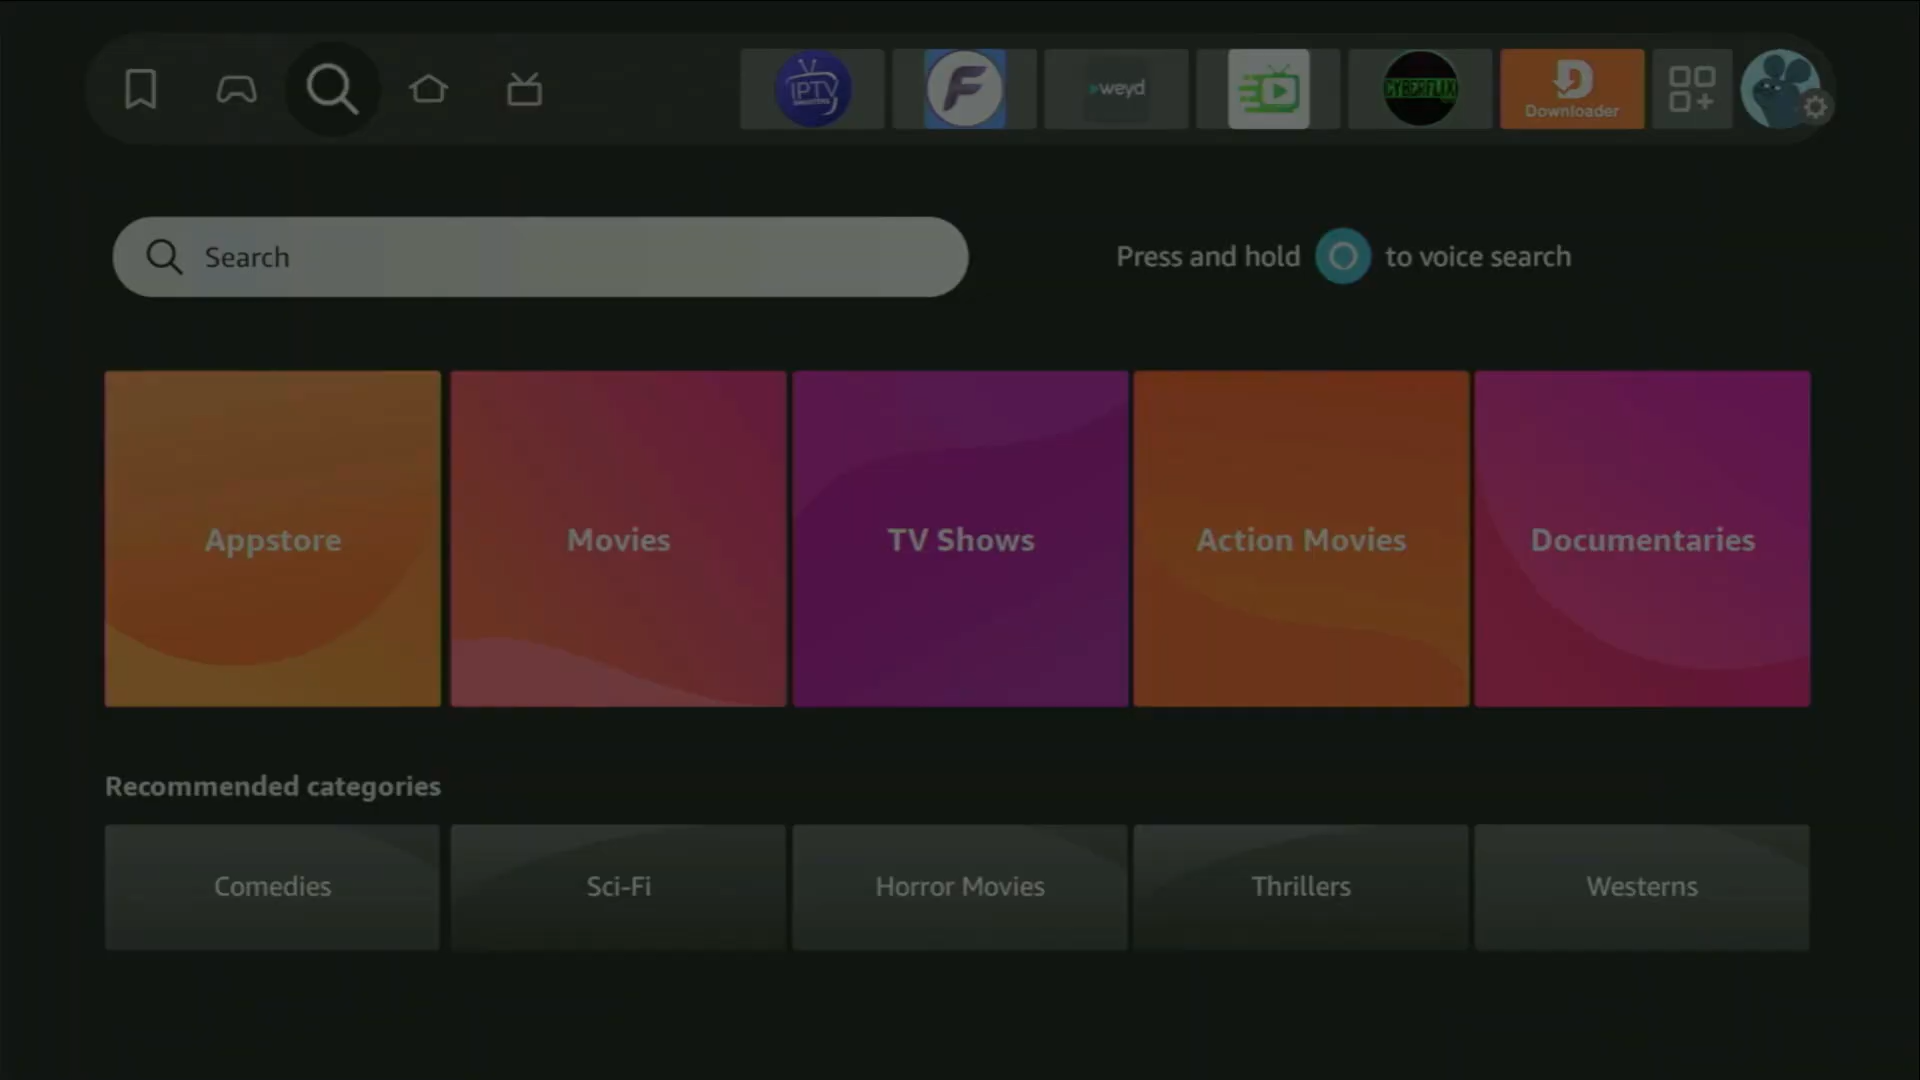 IPTV
weyd
CYBERFLIX
Downloader
Search
Press and hold to voice search
Appstore
Movies
TV Shows
Action Movies
Documentaries
Recommended categories
Comedies
Sci-Fi
Horror Movies
Thrillers
Westerns